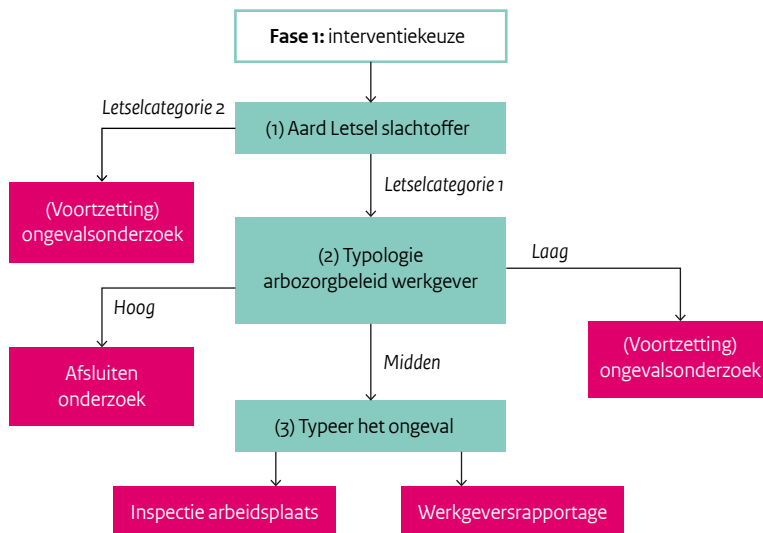 Fase 1: interventiekeuze
Letselcategorie 2
(1) Aard Letsel slachtoffer
Letselcategorie 1
(Voortzetting)
ongevalsonderzoek
(2) Typologie
arbozorgbeleid werkgever
Laag
Hoog
(Voortzetting)
ongevalsonderzoek
Afsluiten
onderzoek
Midden
(3) Typeer het ongeval
Inspectie arbeidsplaats
Werkgeversrapportage